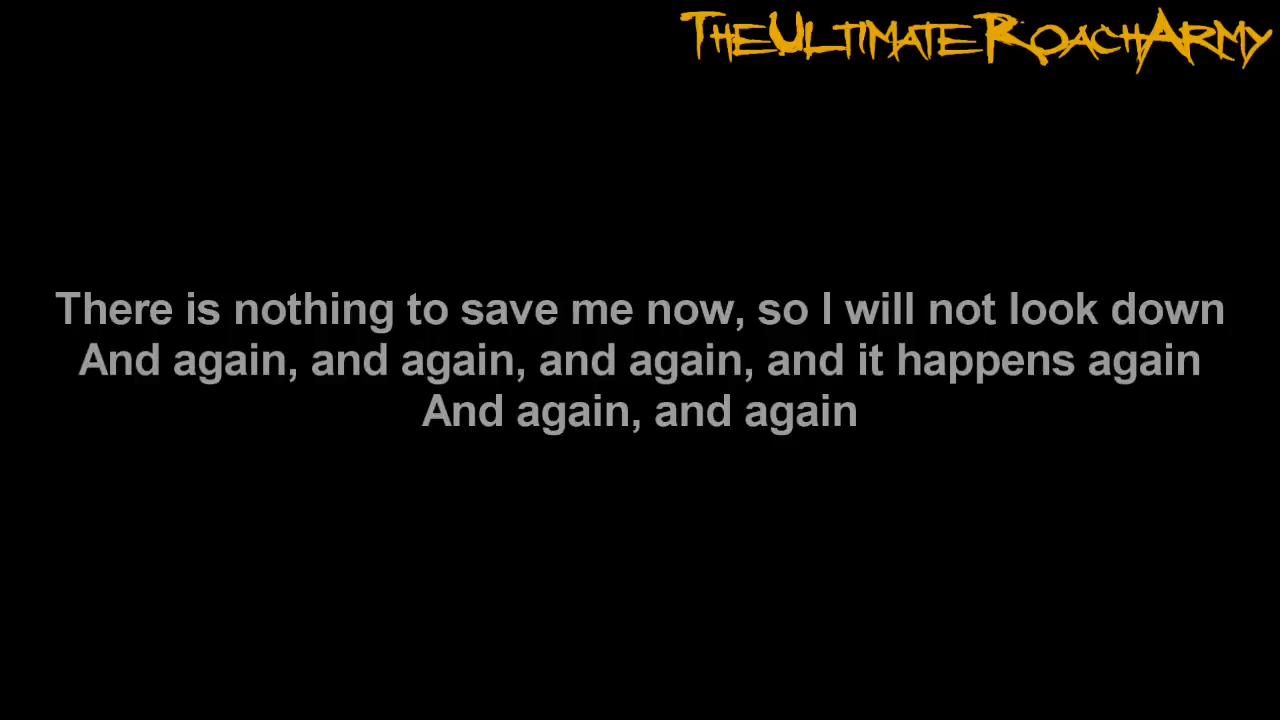 TheUltimateRoachArmy
There is nothing to save me now, so I will not look down
And again, and again, and again, and it happens again
And again, and again